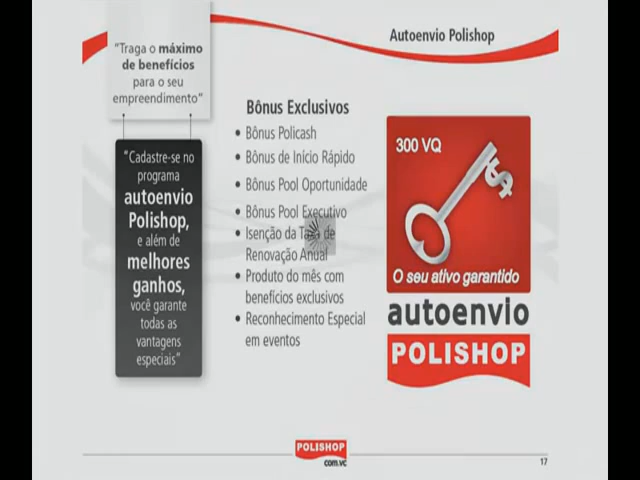 Autoenvio Polishop
"Traga o máximo
de benefícios
para o seu
empreendimento"
"Cadastre-se no
programa
autoenvio
Polishop,
e além de
melhores
ganhos,
você garante
todas as
vantagens
especiais"
Bônus Exclusivos
• Bônus Policash
• Bônus de Início Rápido
• Bônus Pool Oportunidade
• Bônus Pool Executivo
• Isenção da Taxa de
Renovação Anual
• Produto do mês com
benefícios exclusivos
• Reconhecimento Especial
em eventos
300 VQ
O seu ativo garantido
autoenvio
POLISHOP
POLISHOP
com.vc
17